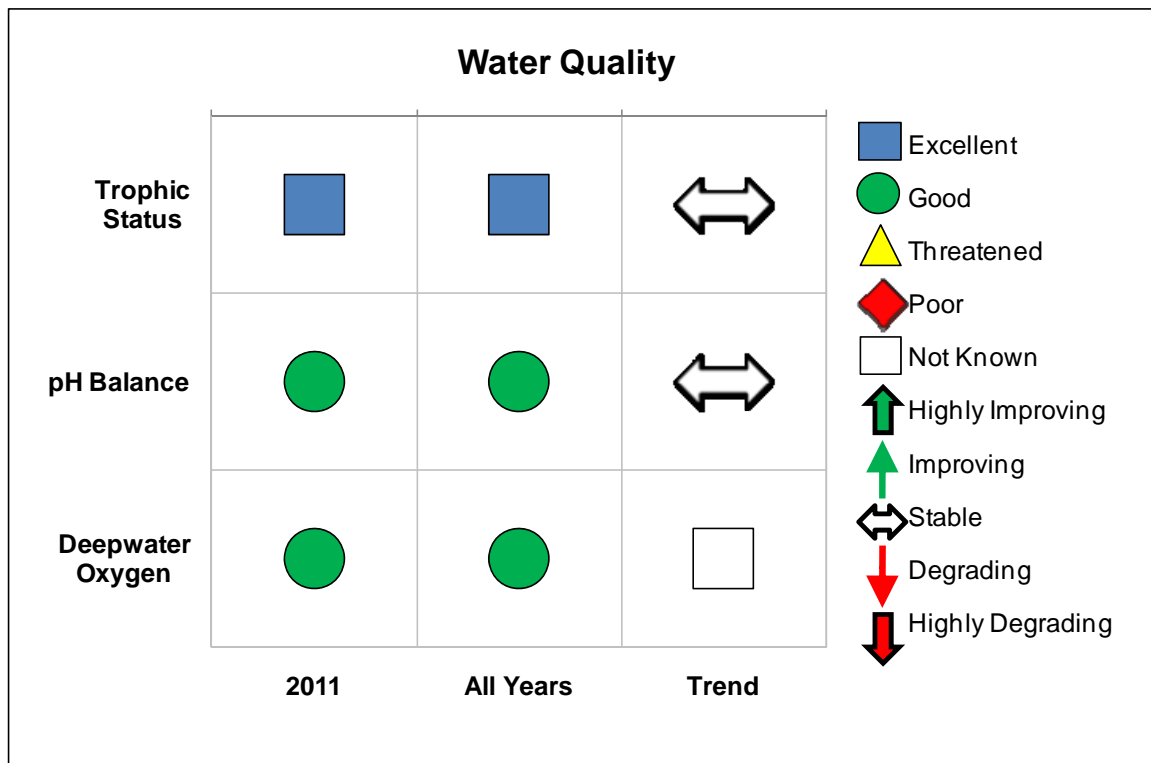 Water Quality
Trophic
Status
pH Balance
Deepwater
Oxygen
2011 All Years Trend
Excellent
Good
Threatened
Poor
Not Known
Highly Improving
Improving
Stable
Degrading
Highly Degrading